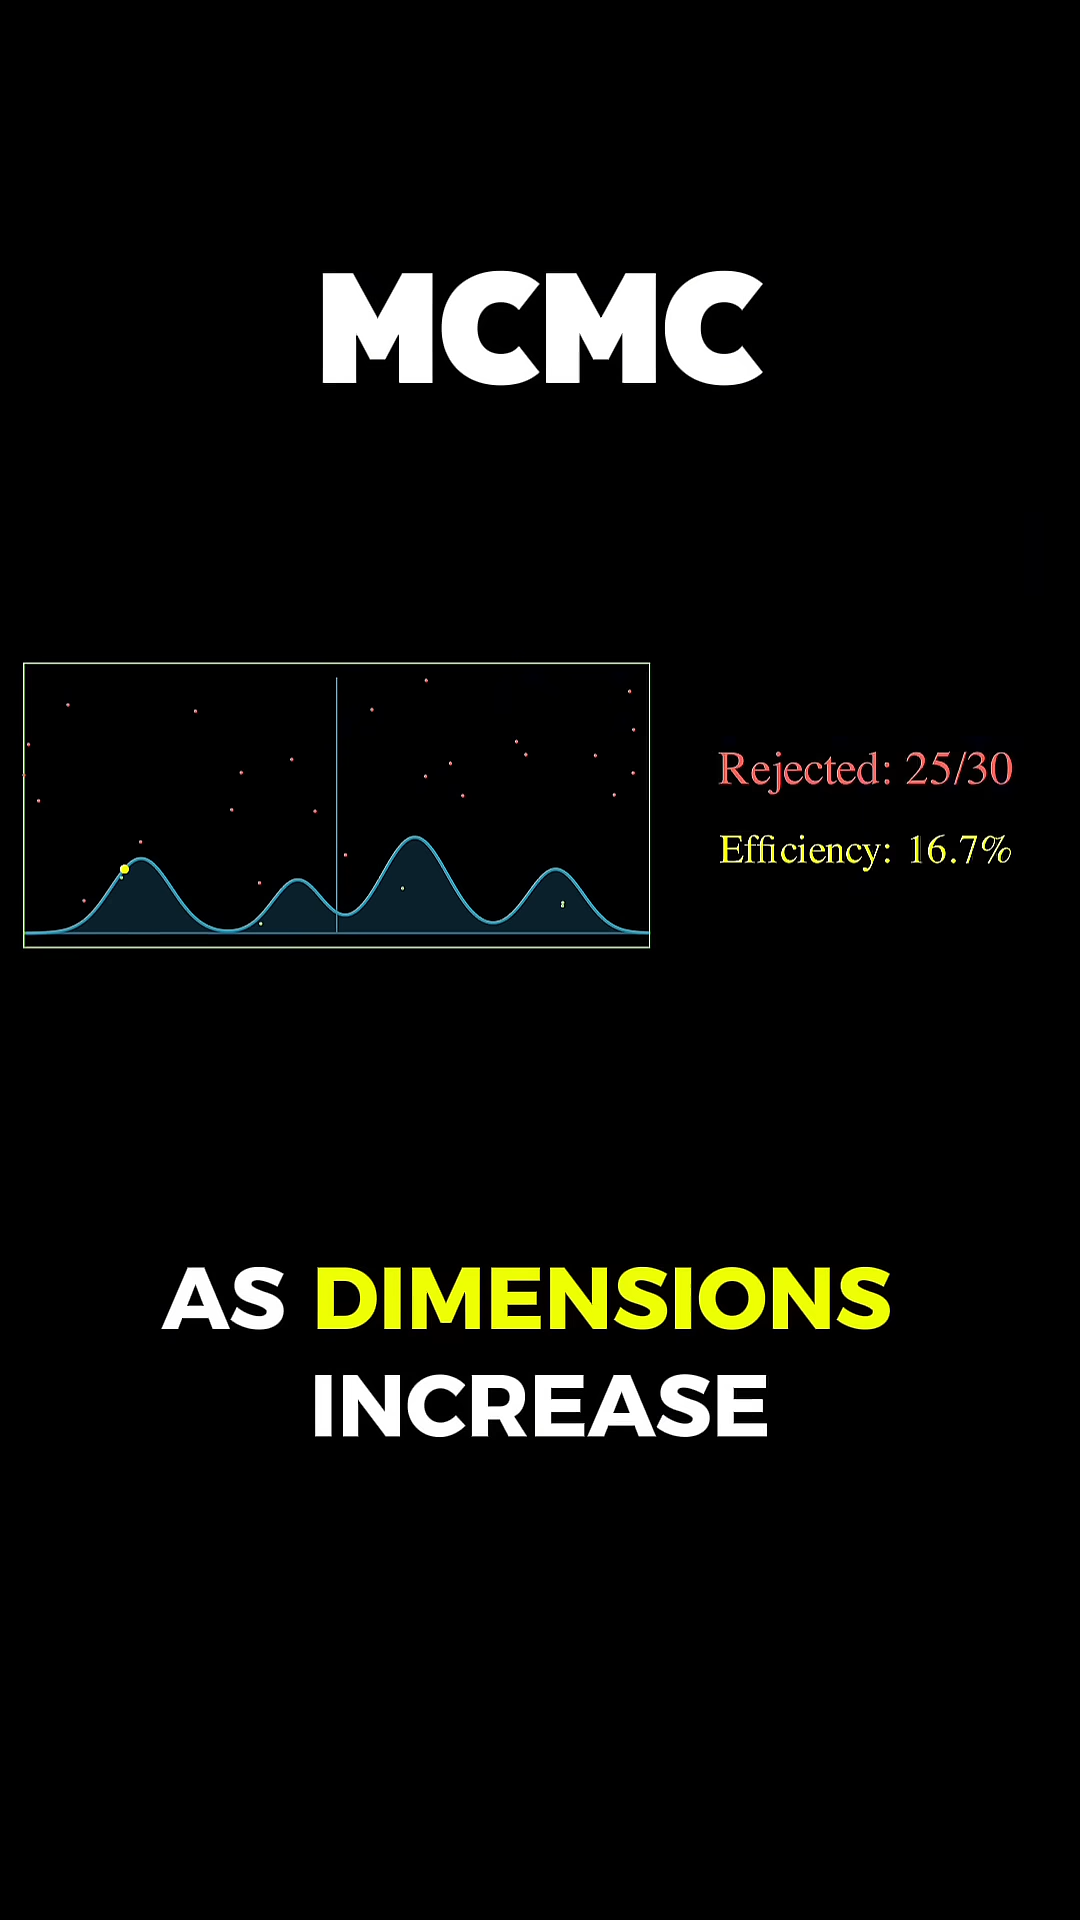 MCMC
Rejected: 25/30
Efficiency: 16.7%
AS DIMENSIONS
INCREASE